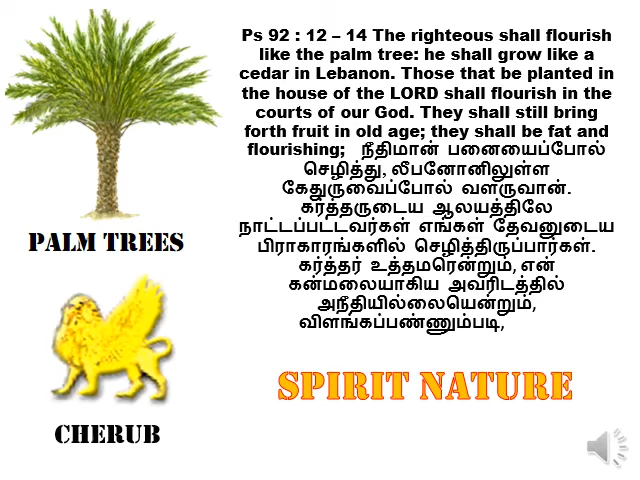 Ps 92 : 12 – 14 The righteous shall flourish
like the palm tree: he shall grow like a
cedar in Lebanon. Those that be planted in
the house of the LORD shall flourish in the
courts of our God. They shall still bring
forth fruit in old age; they shall be fat and
flourishing; நீதிமான் பனையைப்போல்
செழித்து, லீபனோனிலுள்ள
கேதுருவைப்போல் வளருவான்.
கர்த்தருடைய ஆலயத்திலே
நாட்டப்பட்டவர்கள் எங்கள் தேவனுடைய
பிராகாரங்களில் செழித்திருப்பார்கள்.
கர்த்தர் உத்தமரென்றும், என்
கன்மலையாகிய அவரிடத்தில்
அநீதியில்லையென்றும்,
விளங்கப்பண்ணும்படி,
PALM TREES
SPIRIT NATURE
CHERUB